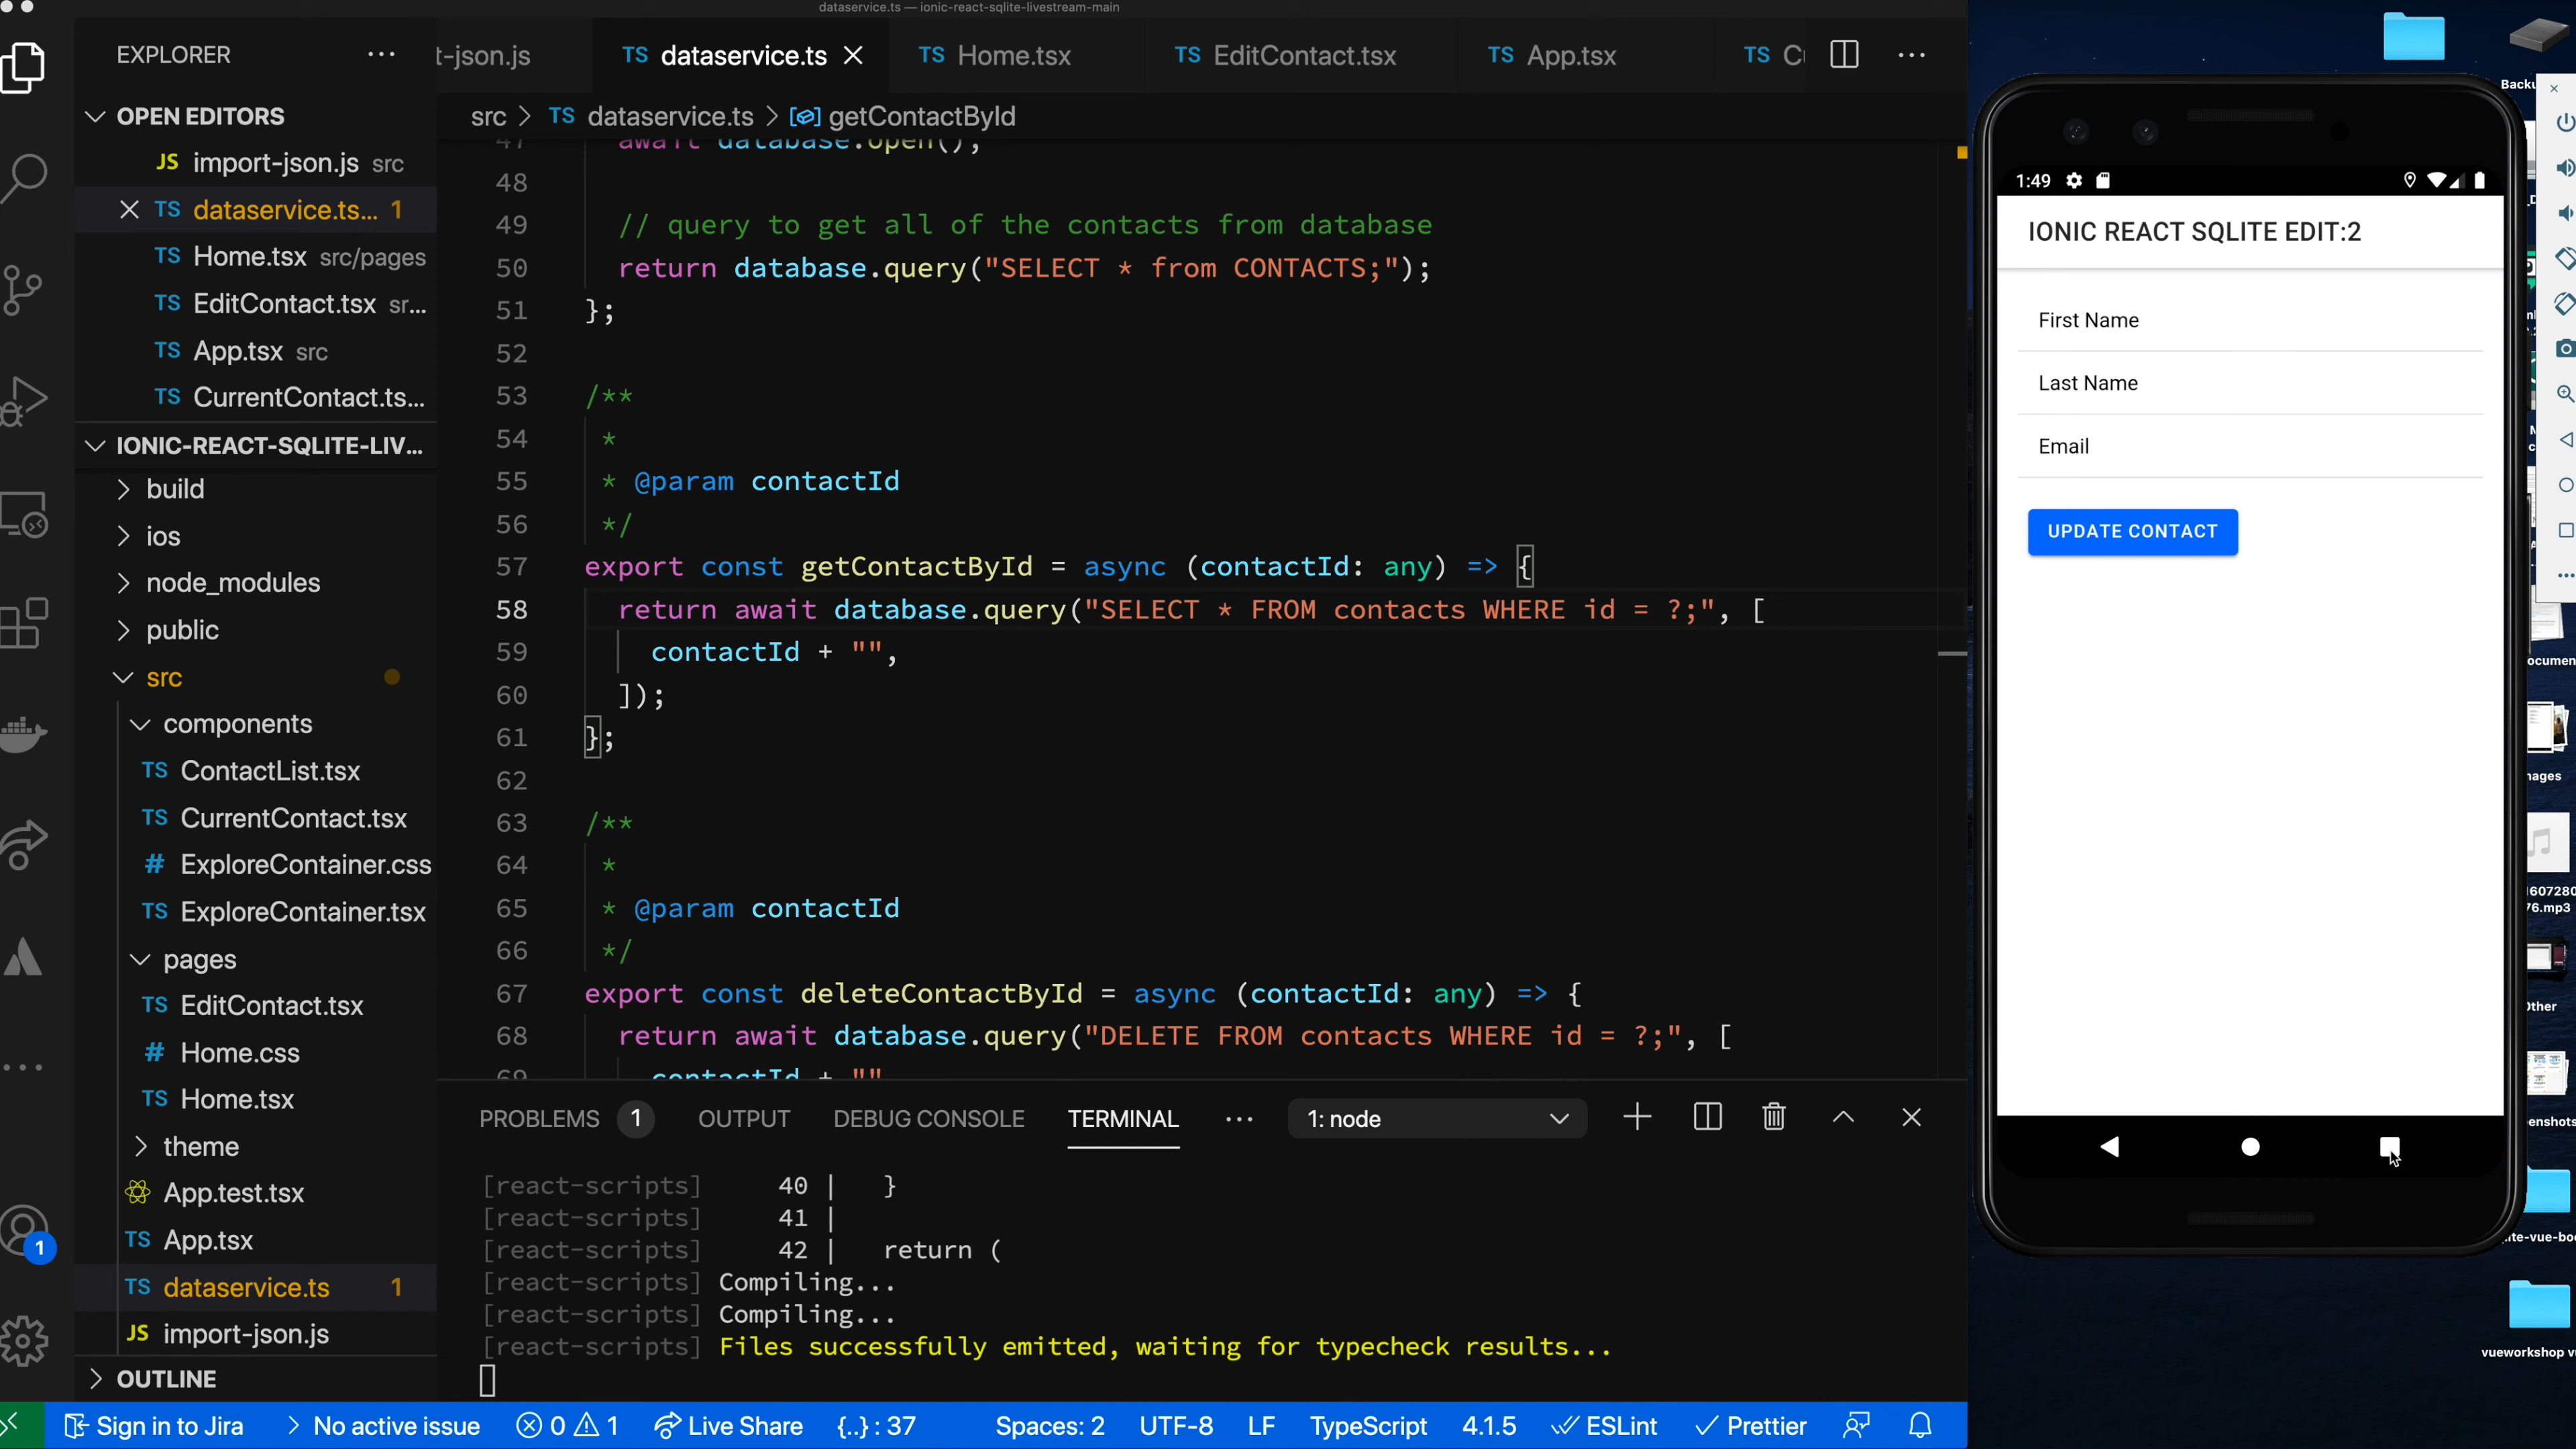 dataservice.ts — ionic-react-sqlite-livestream-main
EXPLORER
t-json.js
TS dataservice.ts
TS Home.tsx
TS EditContact.tsx
TS App.tsx
TS
src > TS dataservice.ts > getContactById
OPEN EDITORS
JS import-json.js src
TS dataservice.ts... 1
TS Home.tsx src/pages
TS EditContact.tsx sr...
TS App.tsx src
TS CurrentContact.ts...
IONIC-REACT-SQLITE-LIV...
build
ios
node_modules
public
src
components
TS ContactList.tsx
TS CurrentContact.tsx
# ExploreContainer.css
TS ExploreContainer.tsx
pages
TS EditContact.tsx
# Home.css
TS Home.tsx
theme
App.test.tsx
TS App.tsx
TS dataservice.ts 1
JS import-json.js
OUTLINE
47 await database.open();
48
49 // query to get all of the contacts from database
50 return database.query("SELECT * from CONTACTS;");
51 };
52
53 /**
54 *
55 * @param contactId
56 */
57 export const getContactById = async (contactId: any) => {
58 return await database.query("SELECT * FROM contacts WHERE id = ?;", [
59 contactId + "",
60 ]);
61 };
62
63 /**
64 *
65 * @param contactId
66 */
67 export const deleteContactById = async (contactId: any) => {
68 return await database.query("DELETE FROM contacts WHERE id = ?;", [
69 contactId + ""
PROBLEMS 1 OUTPUT DEBUG CONSOLE TERMINAL ... 1: node
[react-scripts] 40 | }
[react-scripts] 41 |
[react-scripts] 42 | return (
[react-scripts] Compiling...
[react-scripts] Compiling...
[react-scripts] Files successfully emitted, waiting for typecheck results...
1
Sign in to Jira > No active issue 0 1 Live Share {..} : 37 Spaces: 2 UTF-8 LF TypeScript 4.1.5 ESLint Prettier
1:49
IONIC REACT SQLITE EDIT:2
First Name
Last Name
Email
UPDATE CONTACT
76.mp3
vueworkshop